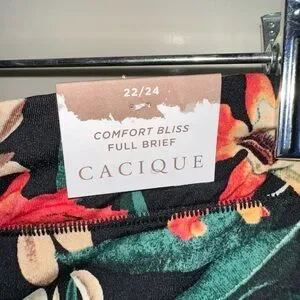 22/24
COMFORT BLISS
FULL BRIEF
CACIQUE